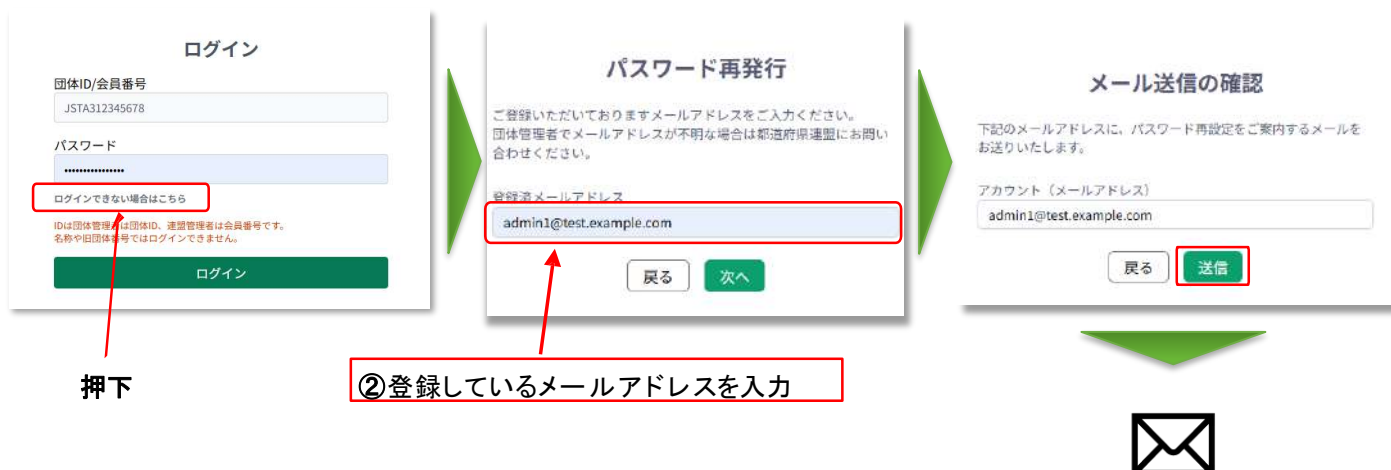 ログイン
団体ID/会員番号
JSTA312345678
パスワード
••••••••••••••••
ログインできない場合はこちら
IDは団体管理者は団体ID、連盟管理者は会員番号です。
名称や旧団体番号ではログインできません。
ログイン
押下
パスワード再発行
ご登録いただいておりますメールアドレスをご入力ください。
団体管理者でメールアドレスが不明な場合は都道府県連盟にお問い
合わせください。
登録済メールアドレス
admin1@test.example.com
戻る 次へ
②登録しているメールアドレスを入力
メール送信の確認
下記のメールアドレスに、パスワード再設定をご案内するメールを
お送りいたします。
アカウント（メールアドレス）
admin1@test.example.com
戻る 送信